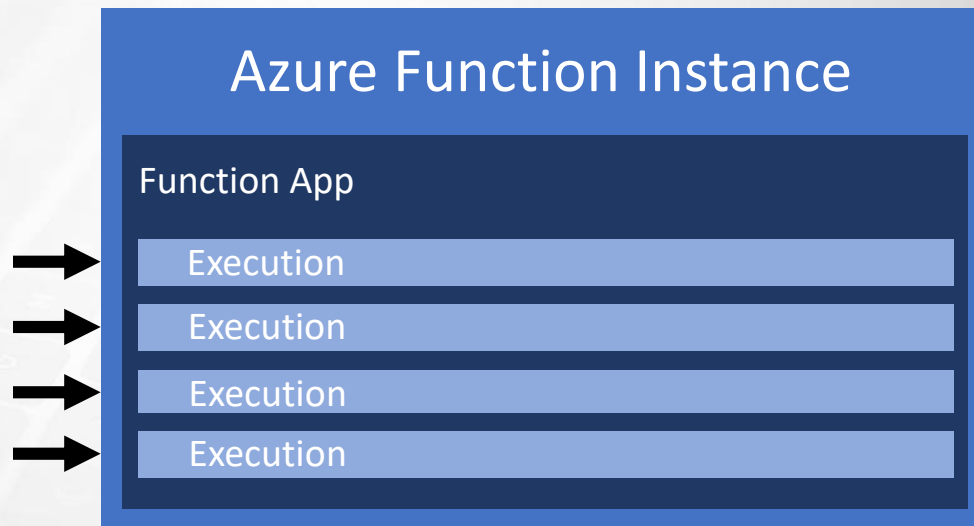 Azure Function Instance
Function App
Execution
Execution
Execution
Execution